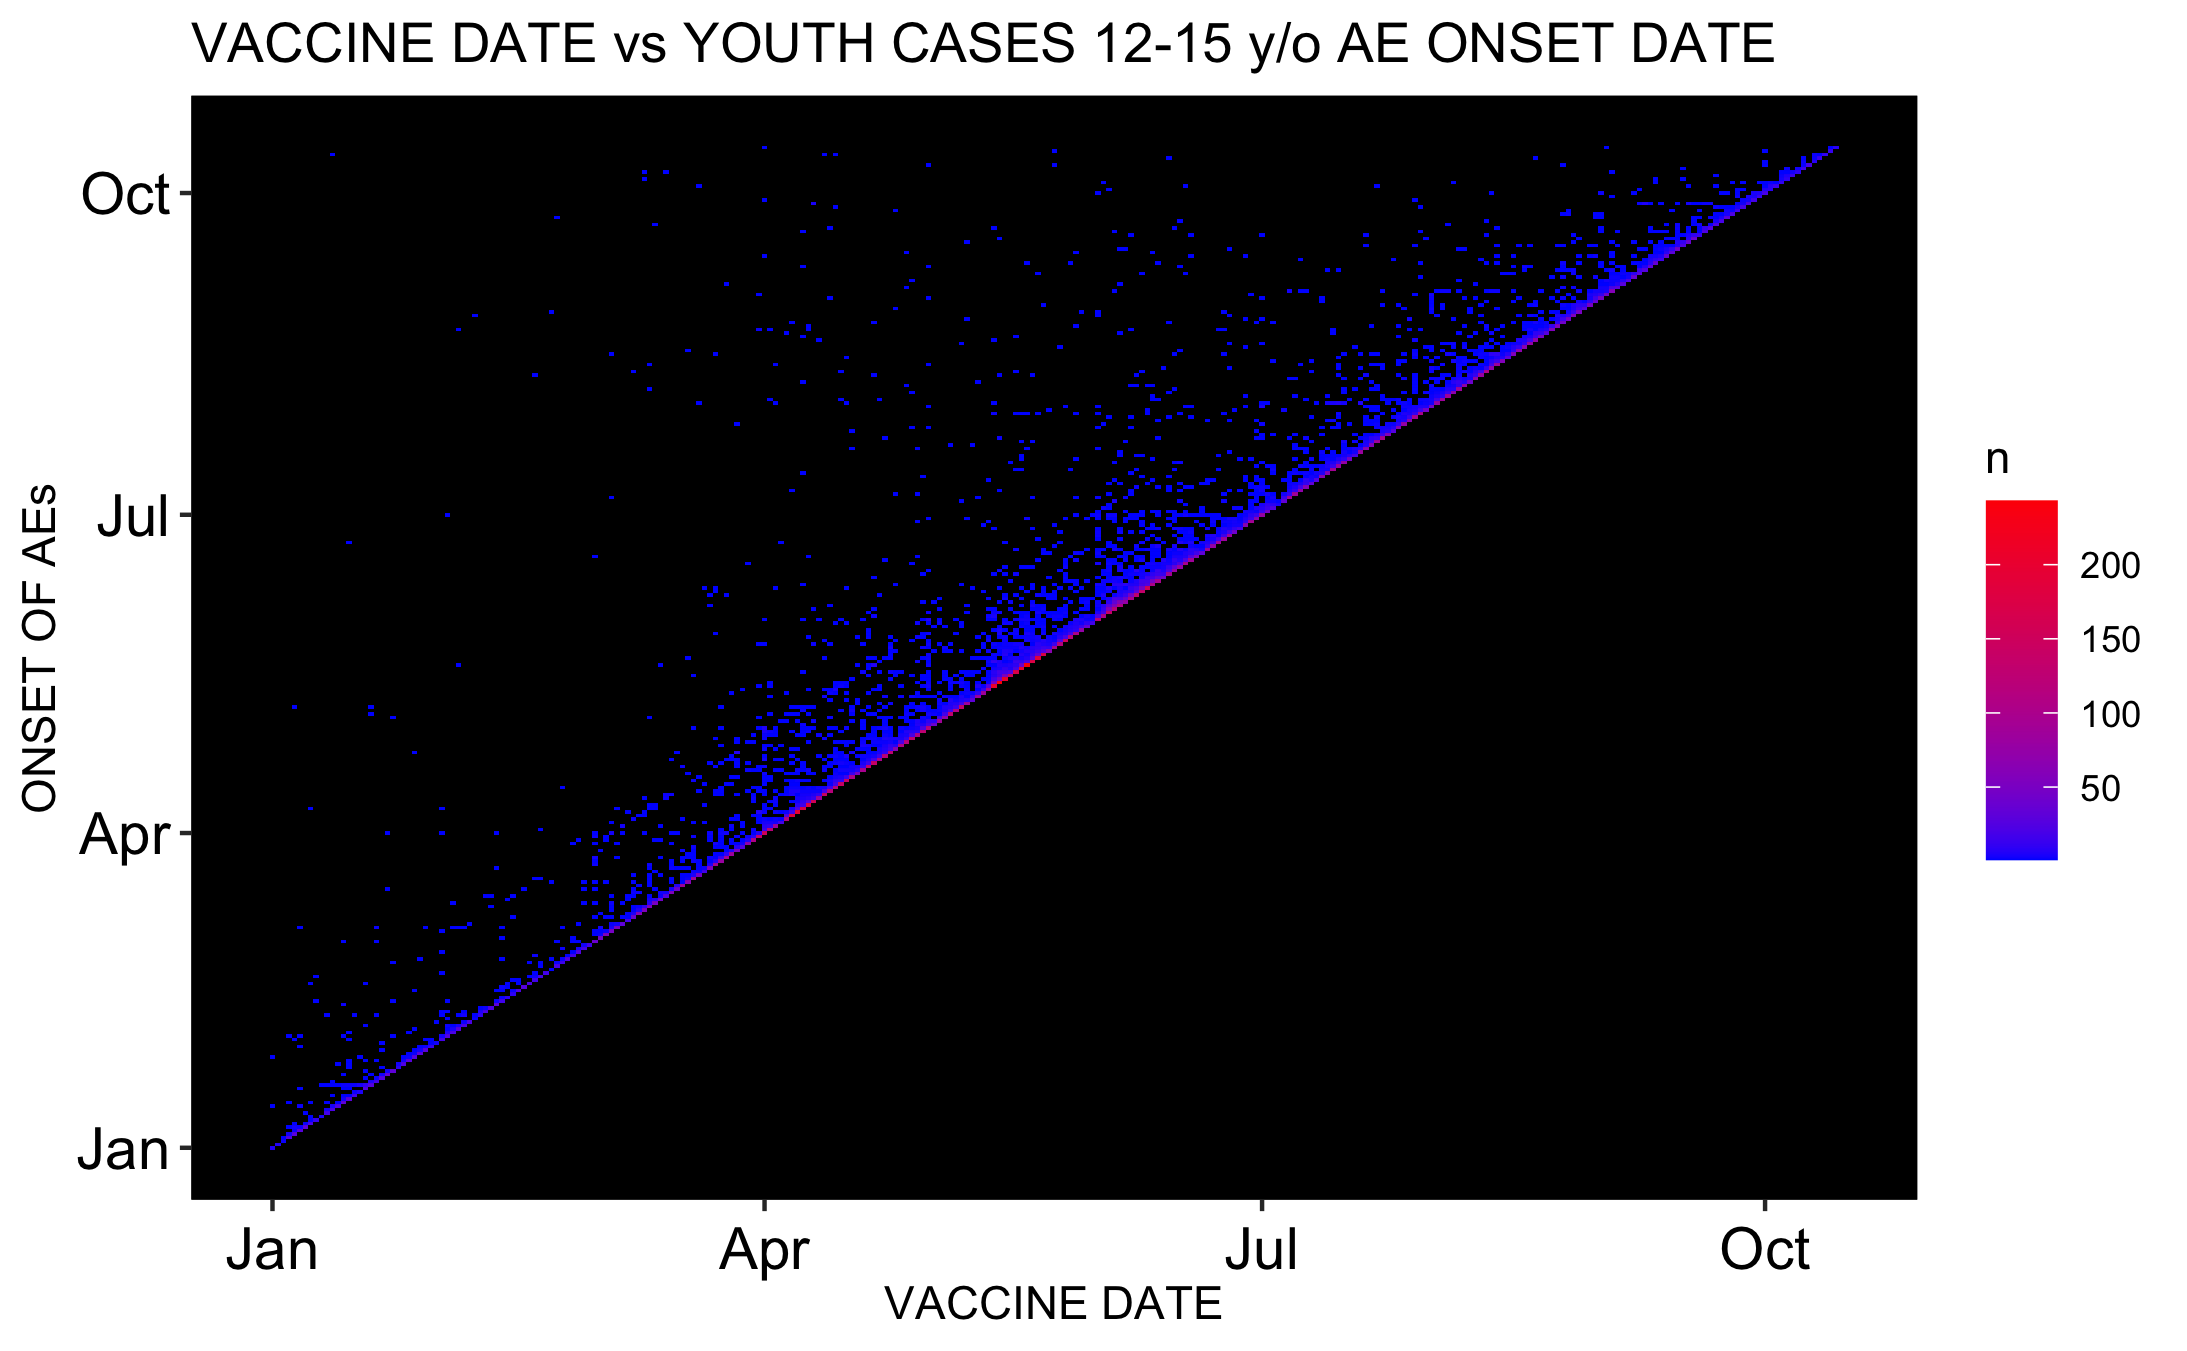 VACCINE DATE vs YOUTH CASES 12-15 y/o AE ONSET DATE
ONSET OF AEs
Oct
Jul
Apr
Jan
Jan Apr Jul Oct
VACCINE DATE
n
200
150
100
50